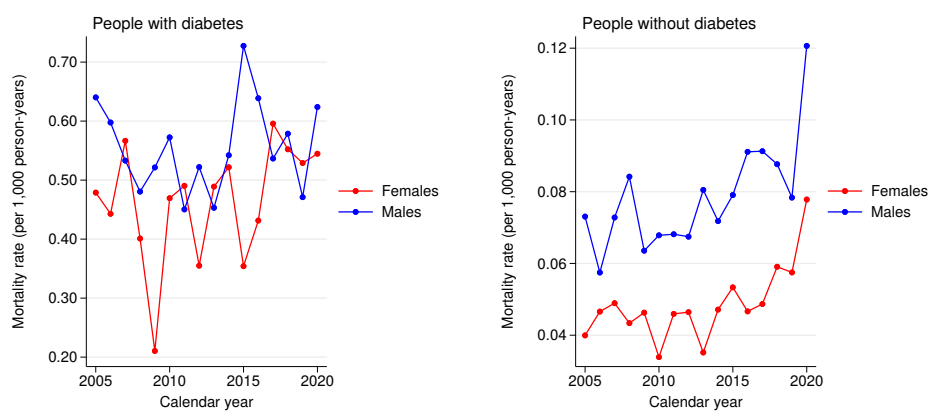 People with diabetes
Mortality rate (per 1,000 person-years)
0.70
0.60
0.50
0.40
0.30
0.20
2005 2010 2015 2020
Calendar year
Females
Males
People without diabetes
Mortality rate (per 1,000 person-years)
0.12
0.10
0.08
0.06
0.04
2005 2010 2015 2020
Calendar year
Females
Males